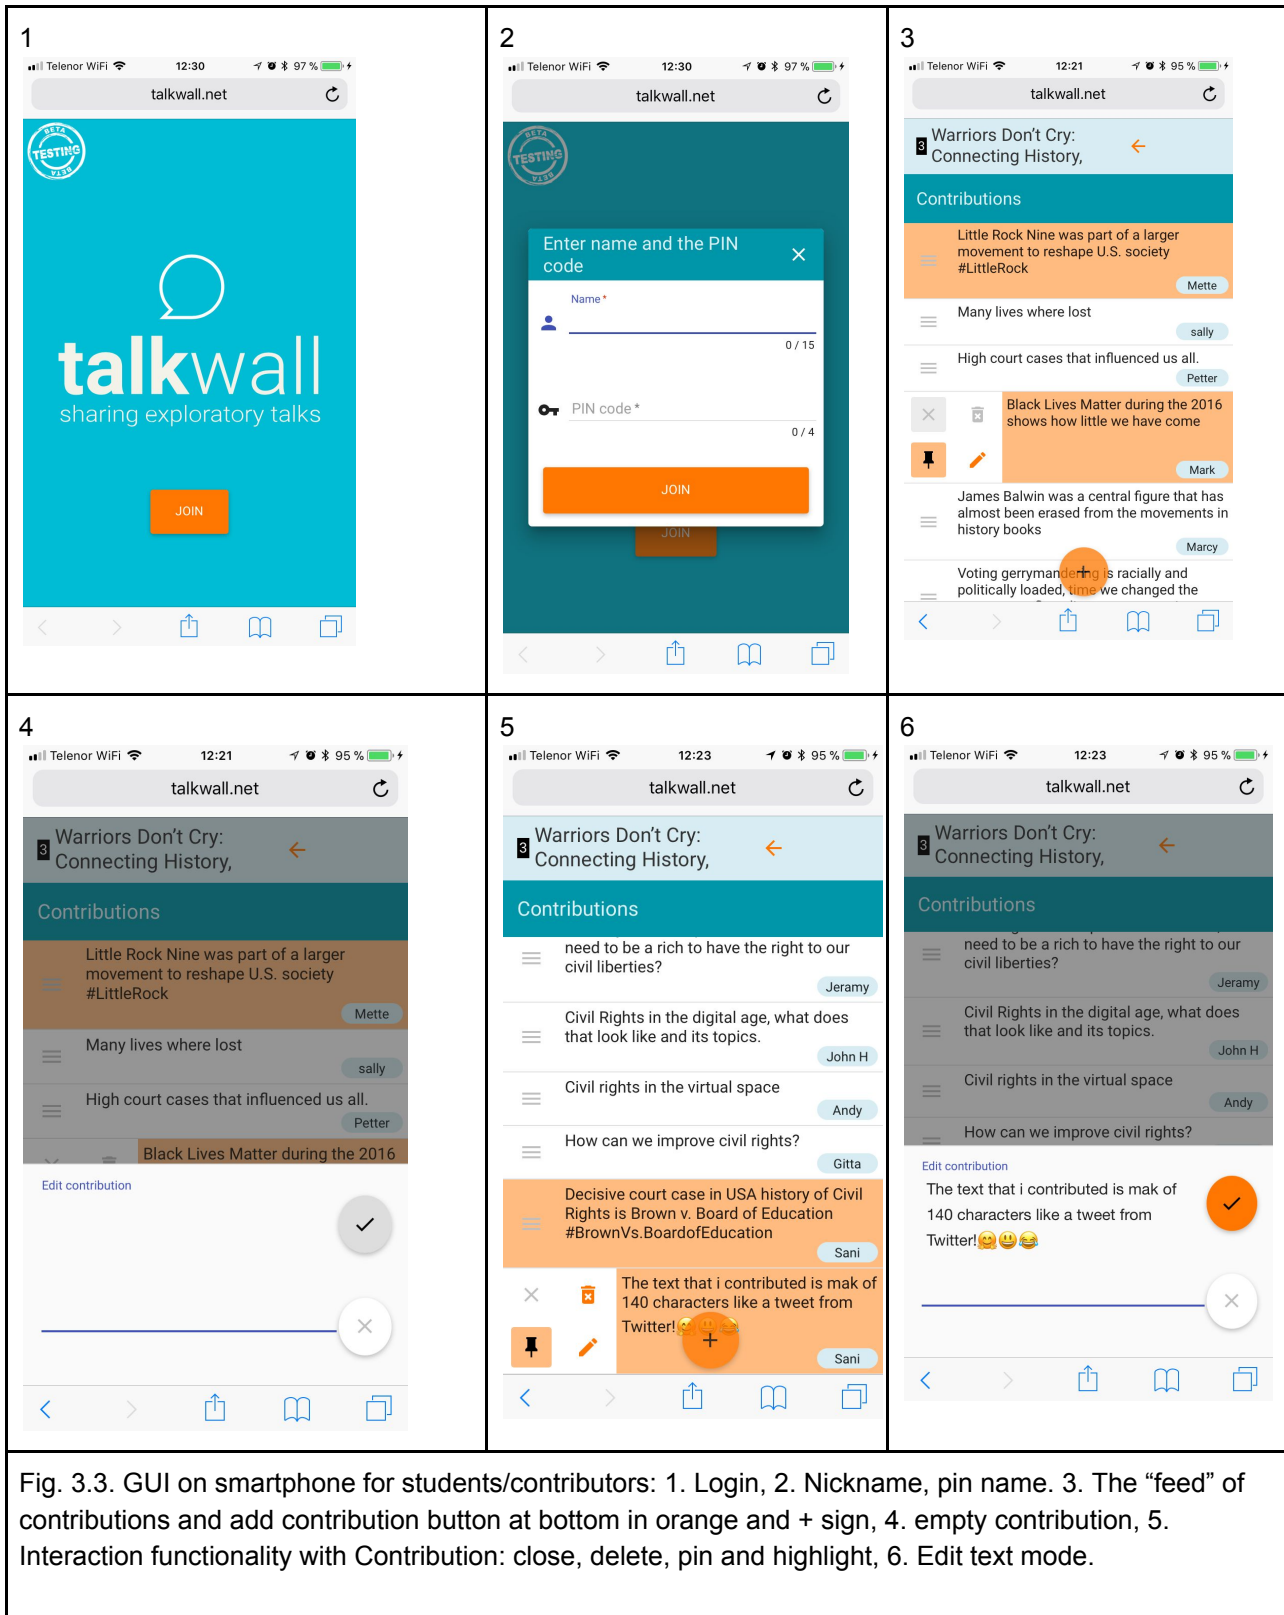 1
Telenor WiFi 12:30 97 %
talkwall.net
BETA
TESTING
BETA
talkwall
sharing exploratory talks
JOIN
2
Telenor WiFi 12:30 97 %
talkwall.net
BETA
TESTING
BETA
Enter name and the PIN
code
Name *
0 / 15
PIN code *
0 / 4
JOIN
JOIN
3
Telenor WiFi 12:21 95 %
talkwall.net
3 Warriors Don't Cry:
Connecting History,
Contributions
Little Rock Nine was part of a larger
movement to reshape U.S. society
#LittleRock
Mette
Many lives where lost
sally
High court cases that influenced us all.
Petter
Black Lives Matter during the 2016
shows how little we have come
Mark
James Balwin was a central figure that has
almost been erased from the movements in
history books
Marcy
Voting gerrymandering is racially and
politically loaded, time we changed the
4
Telenor WiFi 12:21 95 %
talkwall.net
3 Warriors Don't Cry:
Connecting History,
Contributions
Little Rock Nine was part of a larger
movement to reshape U.S. society
#LittleRock
Mette
Many lives where lost
sally
High court cases that influenced us all.
Petter
Black Lives Matter during the 2016
Edit contribution
5
Telenor WiFi 12:23 95 %
talkwall.net
3 Warriors Don't Cry:
Connecting History,
Contributions
need to be a rich to have the right to our
civil liberties?
Jeramy
Civil Rights in the digital age, what does
that look like and its topics.
John H
Civil rights in the virtual space
Andy
How can we improve civil rights?
Gitta
Decisive court case in USA history of Civil
Rights is Brown v. Board of Education
#BrownVs.BoardofEducation
Sani
The text that i contributed is mak of
140 characters like a tweet from
Twitter!🤗😃😂
Sani
6
Telenor WiFi 12:23 95 %
talkwall.net
3 Warriors Don't Cry:
Connecting History,
Contributions
need to be a rich to have the right to our
civil liberties?
Jeramy
Civil Rights in the digital age, what does
that look like and its topics.
John H
Civil rights in the virtual space
Andy
How can we improve civil rights?
Edit contribution
The text that i contributed is mak of
140 characters like a tweet from
Twitter!🤗😃😂
Fig. 3.3. GUI on smartphone for students/contributors: 1. Login, 2. Nickname, pin name. 3. The “feed” of
contributions and add contribution button at bottom in orange and + sign, 4. empty contribution, 5.
Interaction functionality with Contribution: close, delete, pin and highlight, 6. Edit text mode.